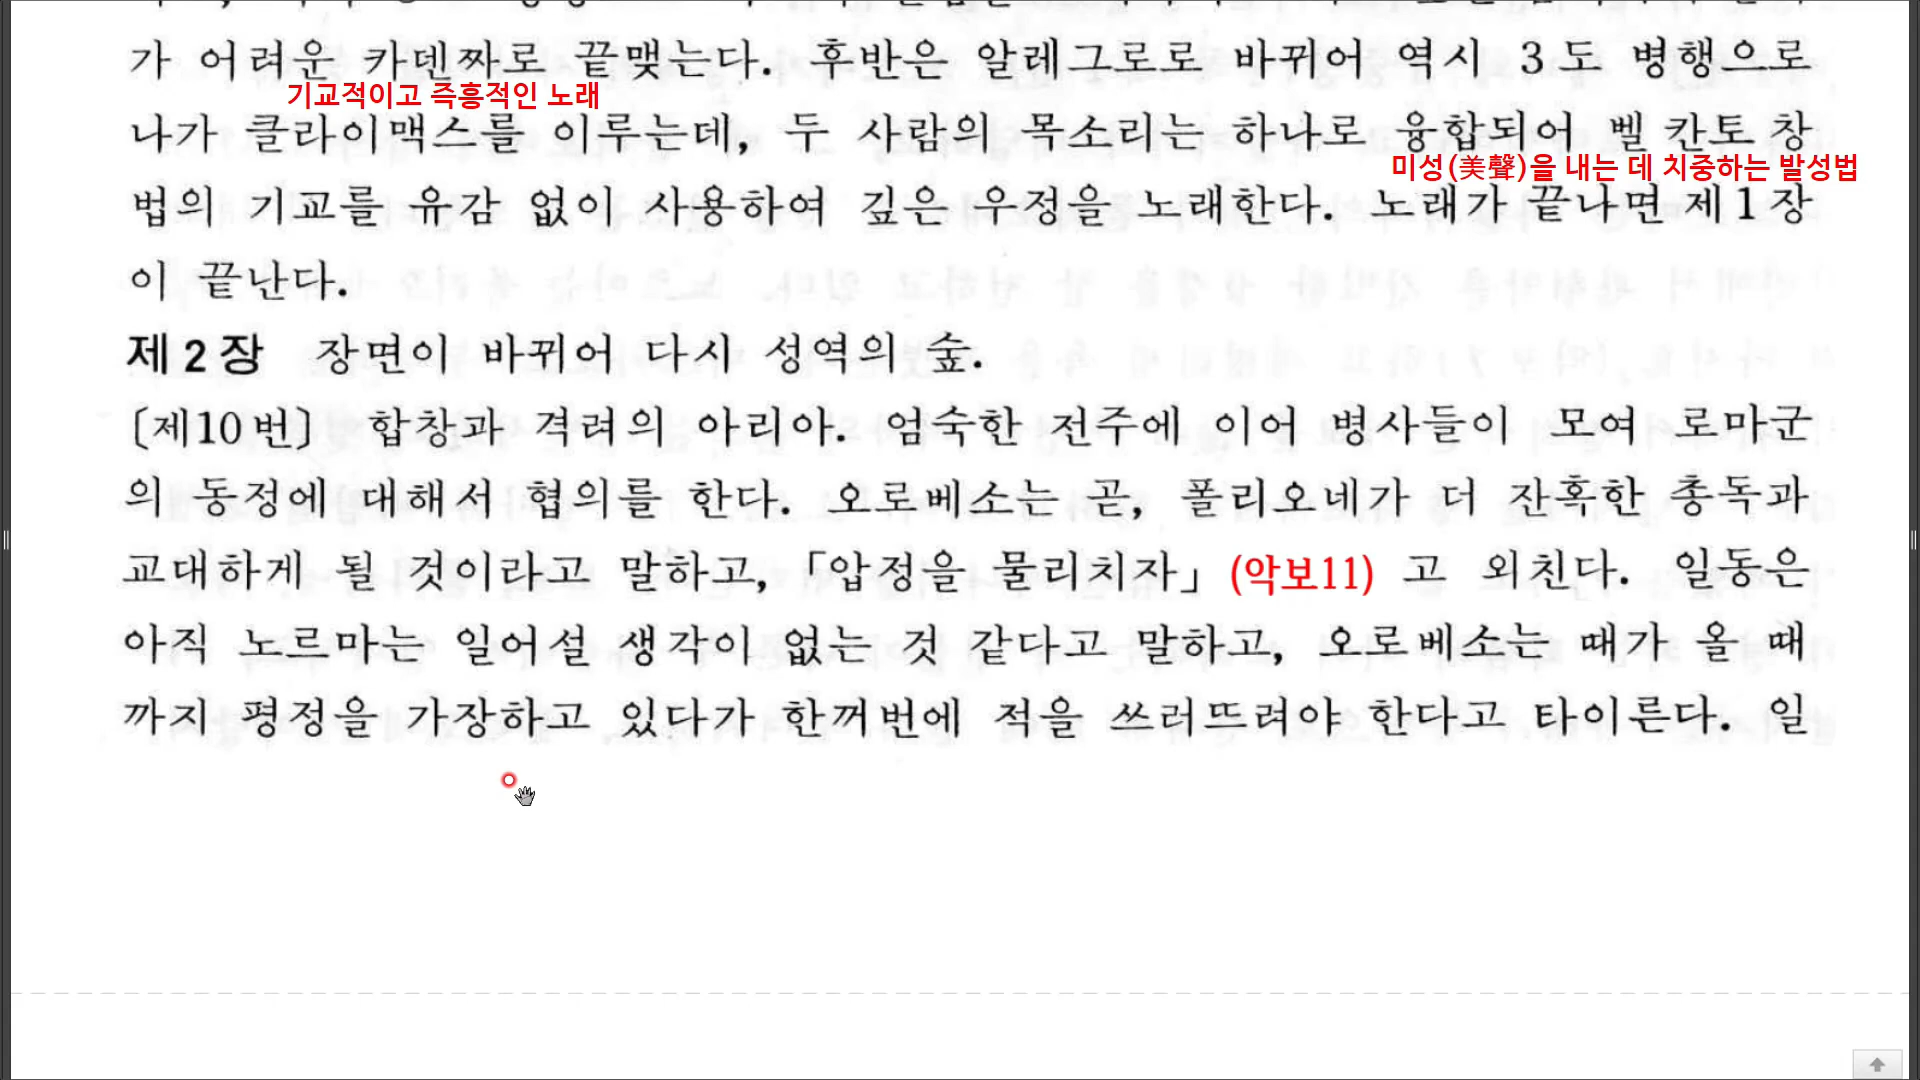 가 어려운 카덴짜로 끝맺는다. 후반은 알레그로로 바뀌어 역시 3도 병행으로
기교적이고 즉흥적인 노래
나가 클라이맥스를 이루는데, 두 사람의 목소리는 하나로 융합되어 벨 칸토 창
미성(美聲)을 내는 데 치중하는 발성법
법의 기교를 유감 없이 사용하여 깊은 우정을 노래한다. 노래가 끝나면 제1장
이 끝난다.
제2장 장면이 바뀌어 다시 성역의 숲.
〔제10번〕 합창과 격려의 아리아. 엄숙한 전주에 이어 병사들이 모여 로마군
의 동정에 대해서 협의를 한다. 오로베소는 곧, 폴리오네가 더 잔혹한 총독과
교대하게 될 것이라고 말하고, 「압정을 물리치자」 (악보11) 고 외친다. 일동은
아직 노르마는 일어설 생각이 없는 것 같다고 말하고, 오로베소는 때가 올 때
까지 평정을 가장하고 있다가 한꺼번에 적을 쓰러뜨려야 한다고 타이른다. 일